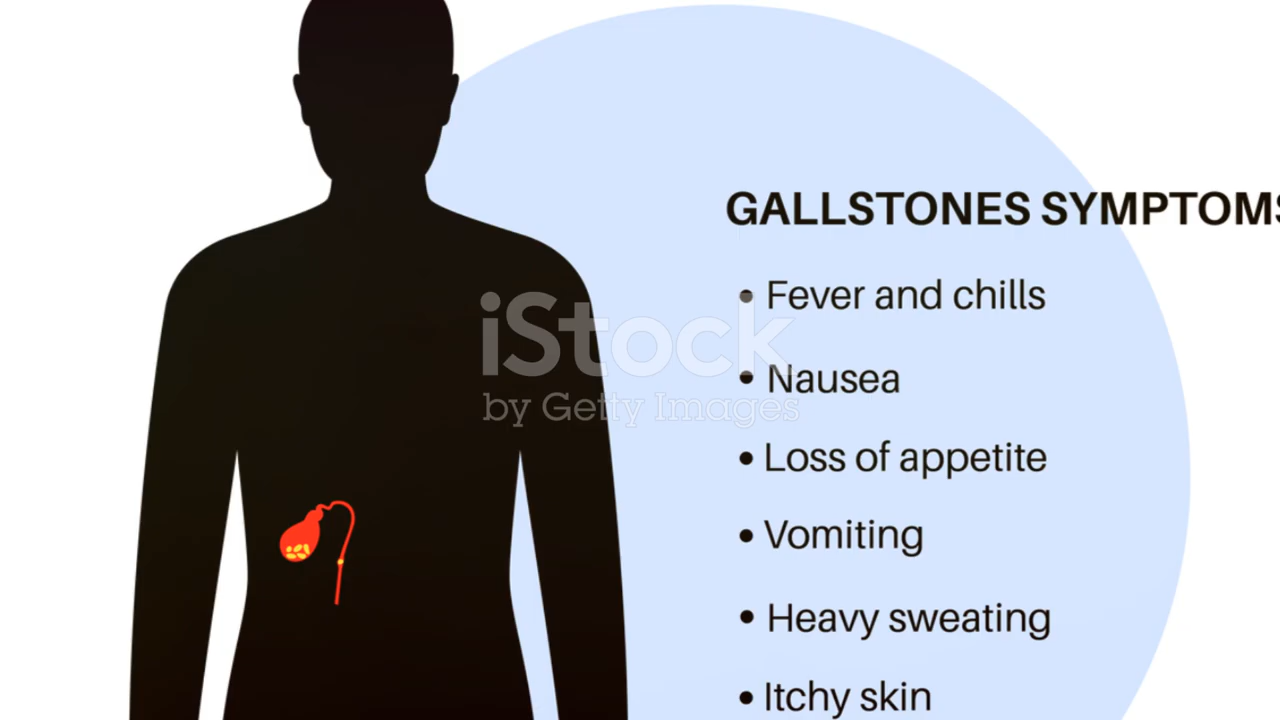 GALLSTONES SYMPTOMS
• Fever and chills
iStock
• Nausea
by Getty Images
• Loss of appetite
• Vomiting
• Heavy sweating
• Itchy skin